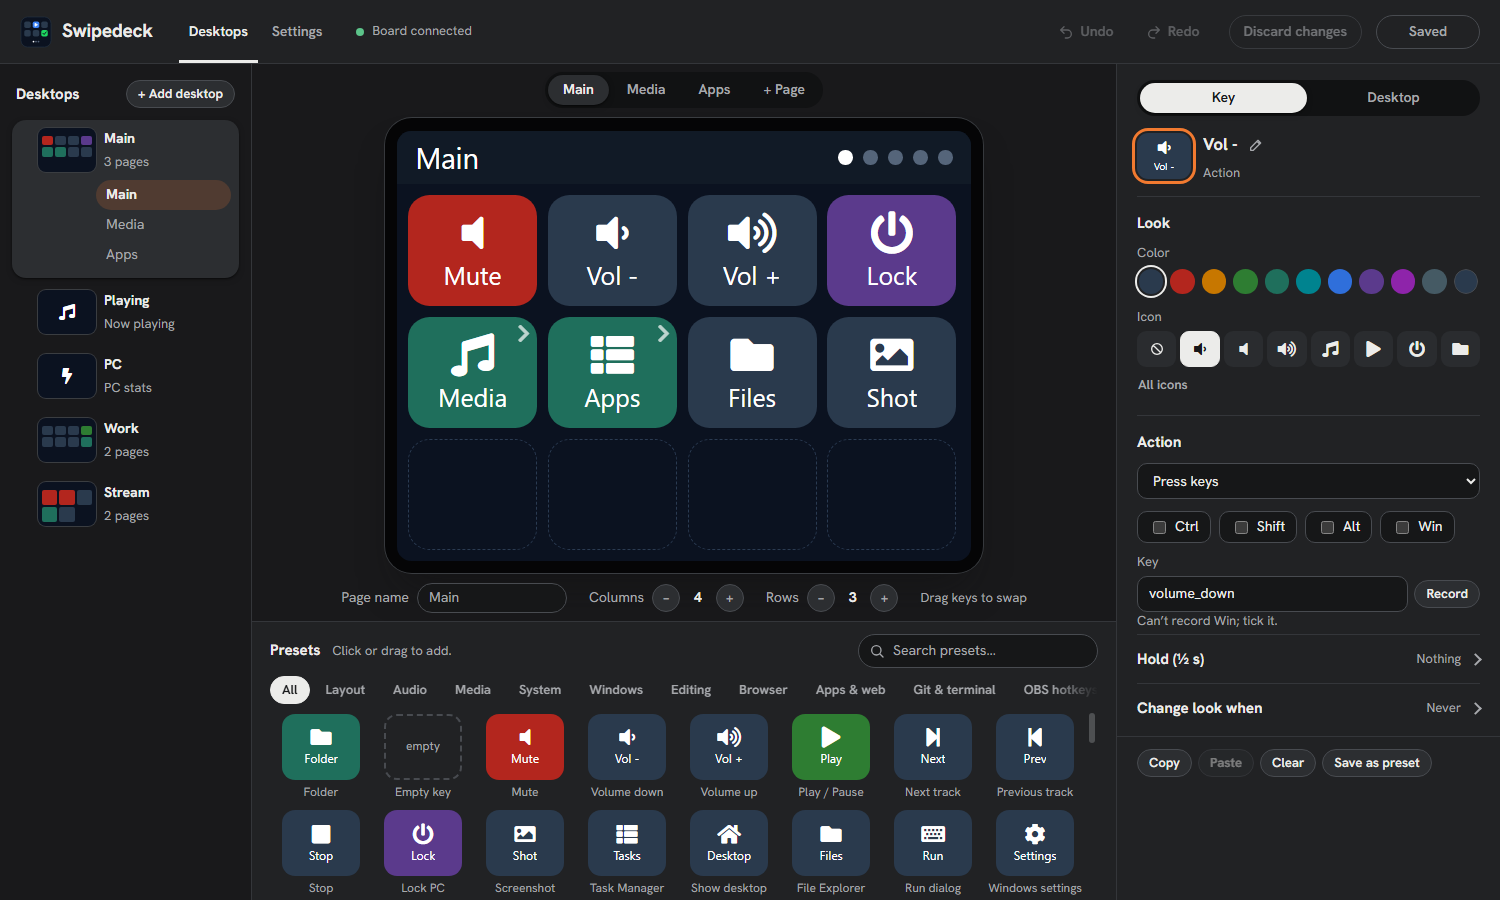 Swipedeck
Desktops
Settings
Board connected
Undo
Redo
Discard changes
Saved
Desktops
+ Add desktop
Main
3 pages
Main
Media
Apps
Playing
Now playing
PC
PC stats
Work
2 pages
Stream
2 pages
Main
Media
Apps
+ Page
Main
Mute
Vol -
Vol +
Lock
Media
Apps
Files
Shot
Page name
Main
Columns
-
4
+
Rows
-
3
+
Drag keys to swap
Presets
Click or drag to add.
Search presets...
All
Layout
Audio
Media
System
Windows
Editing
Browser
Apps & web
Git & terminal
OBS hotkeys
Folder
empty
Mute
Vol -
Vol +
Play
Next
Prev
Folder
Empty key
Mute
Volume down
Volume up
Play / Pause
Next track
Previous track
Stop
Lock
Shot
Tasks
Desktop
Files
Run
Settings
Stop
Lock PC
Screenshot
Task Manager
Show desktop
File Explorer
Run dialog
Windows settings
Key
Desktop
Vol -
Vol -
Action
Look
Color
Icon
All icons
Action
Press keys
Ctrl
Shift
Alt
Win
Key
volume_down
Record
Can't record Win; tick it.
Hold (½ s)
Nothing
Change look when
Never
Copy
Paste
Clear
Save as preset